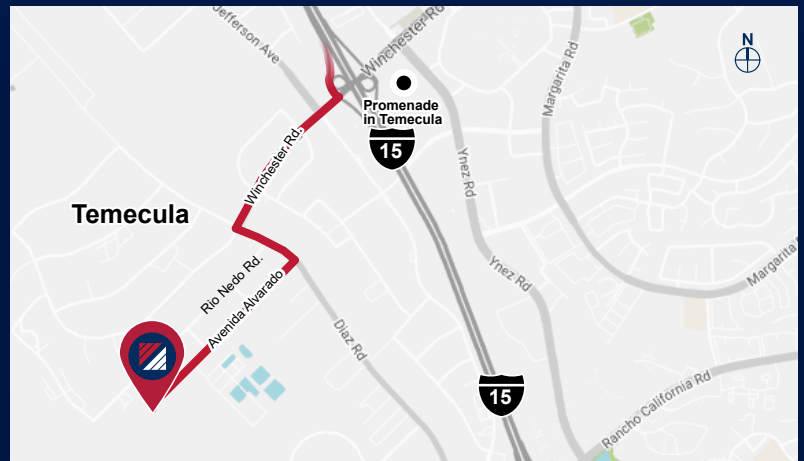 Jefferson Ave
Winchester Rd
N
Margarita Rd
Promenade
in Temecula
15
Winchester Rd.
Ynez Rd
Temecula
Rio Nedo Rd.
Ynez Rd
Margarita Rd
Avenida Alvarado
Diaz Rd
15
Rancho California Rd